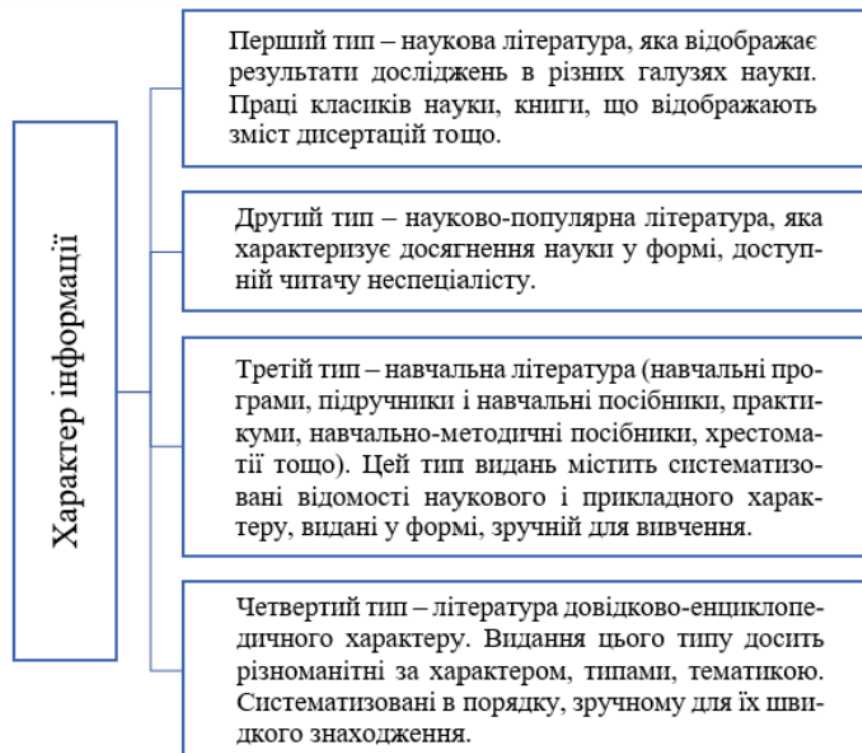 Характер інформації
Перший тип – наукова література, яка відображає
результати досліджень в різних галузях науки.
Праці класиків науки, книги, що відображають
зміст дисертацій тощо.
Другий тип – науково-популярна література, яка
характеризує досягнення науки у формі, доступ-
ній читачу неспеціалісту.
Третій тип – навчальна література (навчальні про-
грами, підручники і навчальні посібники, практи-
куми, навчально-методичні посібники, хрестома-
тії тощо). Цей тип видань містить систематизо-
вані відомості наукового і прикладного харак-
теру, видані у формі, зручній для вивчення.
Четвертий тип – література довідково-енциклопе-
дичного характеру. Видання цього типу досить
різноманітні за характером, типами, тематикою.
Систематизовані в порядку, зручному для їх шви-
дкого знаходження.